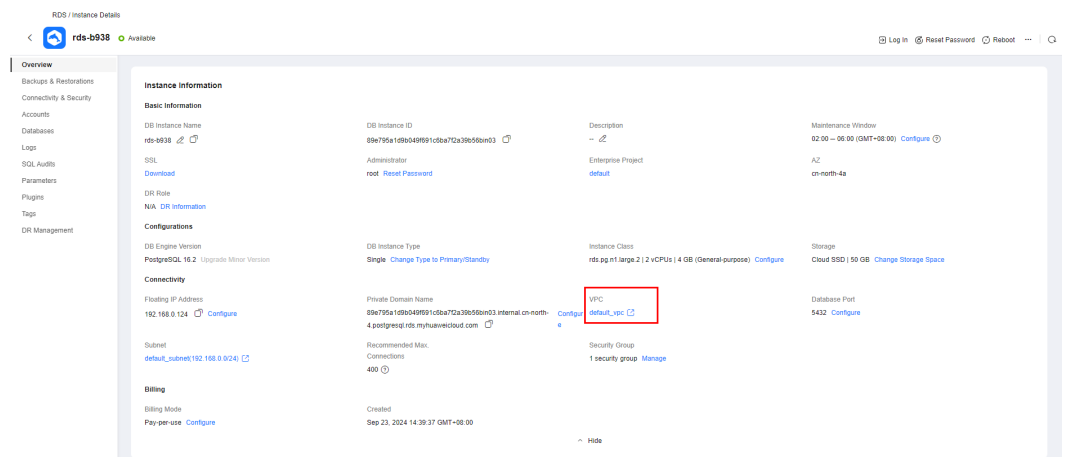 RDS / Instance Details
rds-b938 Available
Log In Reset Password Reboot ...
Overview
Backups & Restorations
Connectivity & Security
Accounts
Databases
Logs
SQL Audits
Parameters
Plugins
Tags
DR Management
Instance Information
Basic Information
DB Instance Name DB Instance ID Description Maintenance Window
rds-b938 89e795a1d9b049f691c6ba7f2a39b56bin03 -- 02:00 – 06:00 (GMT+08:00) Configure
SSL Administrator Enterprise Project AZ
Download root Reset Password default cn-north-4a
DR Role
N/A DR Information
Configurations
DB Engine Version DB Instance Type Instance Class Storage
PostgreSQL 16.2 Upgrade Minor Version Single Change Type to Primary/Standby rds.pg.n1.large.2 | 2 vCPUs | 4 GB (General-purpose) Configure Cloud SSD | 50 GB Change Storage Space
Connectivity
Floating IP Address Private Domain Name VPC Database Port
192.168.0.124 Configure 89e795a1d9b049f691c6ba7f2a39b56bin03.internal.cn-north- Configur default_vpc 5432 Configure
4.postgresql.rds.myhuaweicloud.com e
Subnet Recommended Max. Security Group
default_subnet(192.168.0.0/24) Connections 1 security group Manage
400
Billing
Billing Mode Created
Pay-per-use Configure Sep 23, 2024 14:39:37 GMT+08:00
Hide